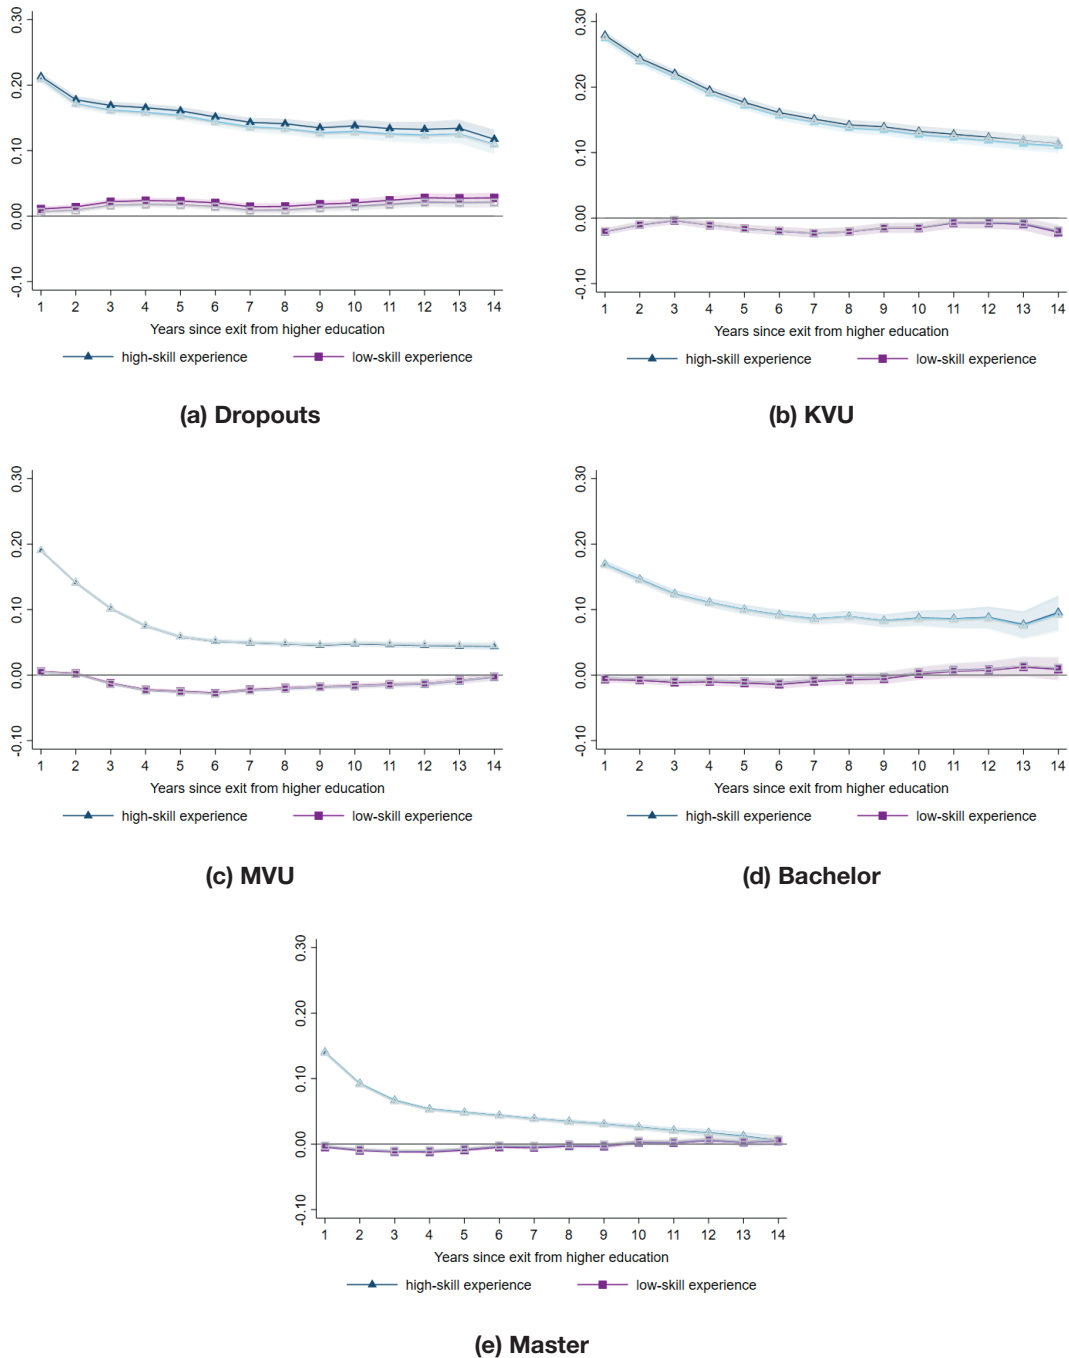 0.30
0.20
0.10
0.00
-0.10
1 2 3 4 5 6 7 8 9 10 11 12 13 14
Years since exit from higher education
high-skill experience low-skill experience
(a) Dropouts
0.30
0.20
0.10
0.00
-0.10
1 2 3 4 5 6 7 8 9 10 11 12 13 14
Years since exit from higher education
high-skill experience low-skill experience
(b) KVU
0.30
0.20
0.10
0.00
-0.10
1 2 3 4 5 6 7 8 9 10 11 12 13 14
Years since exit from higher education
high-skill experience low-skill experience
(c) MVU
0.30
0.20
0.10
0.00
-0.10
1 2 3 4 5 6 7 8 9 10 11 12 13 14
Years since exit from higher education
high-skill experience low-skill experience
(d) Bachelor
0.30
0.20
0.10
0.00
-0.10
1 2 3 4 5 6 7 8 9 10 11 12 13 14
Years since exit from higher education
high-skill experience low-skill experience
(e) Master